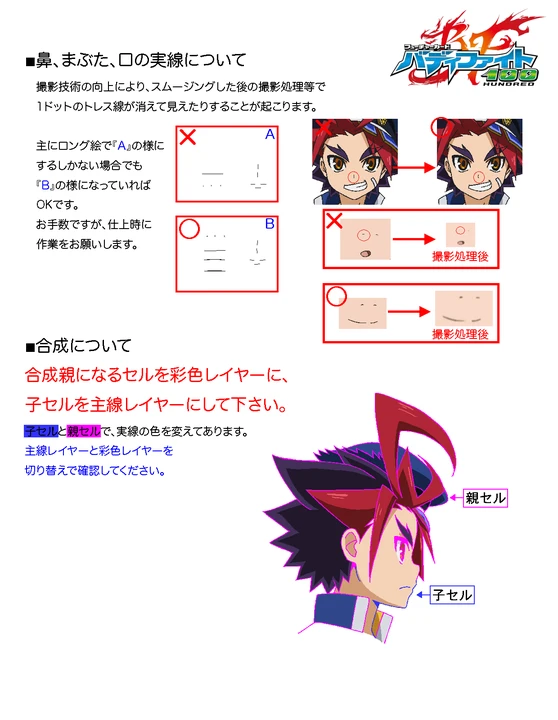 フューチャーカード
バディファイト
100
HUNDRED
■鼻、まぶた、口の実線について
撮影技術の向上により、スムージングした後の撮影処理等で
1ドットのトレス線が消えて見えたりすることが起こります。
主にロング絵で『A』の様に
するしかない場合でも
『B』の様になっていれば
OKです。
お手数ですが、仕上時に
作業をお願いします。
A
B
撮影処理後
撮影処理後
■合成について
合成親になるセルを彩色レイヤーに、
子セルを主線レイヤーにして下さい。
子セルと親セルで、実線の色を変えてあります。
主線レイヤーと彩色レイヤーを
切り替えて確認してください。
親セル
子セル